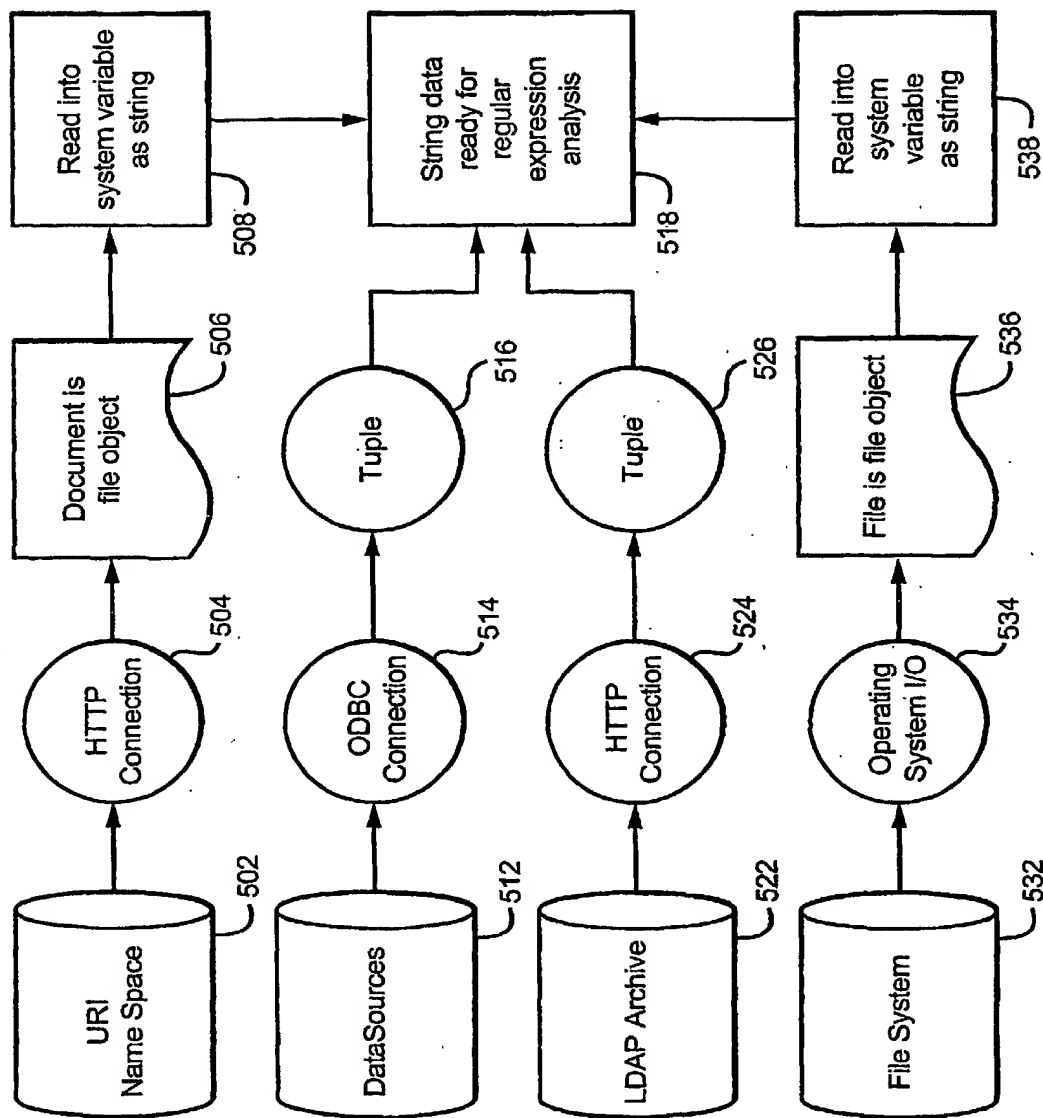 URI
Name Space
502
HTTP
Connection
504
Document is
file object
506
Read into
system variable
as string
508
DataSources
512
ODBC
Connection
514
Tuple
516
String data
ready for
regular
expression
analysis
518
LDAP Archive
522
HTTP
Connection
524
Tuple
526
File System
532
Operating
System I/O
534
File is file object
536
Read into
system
variable
as string
538